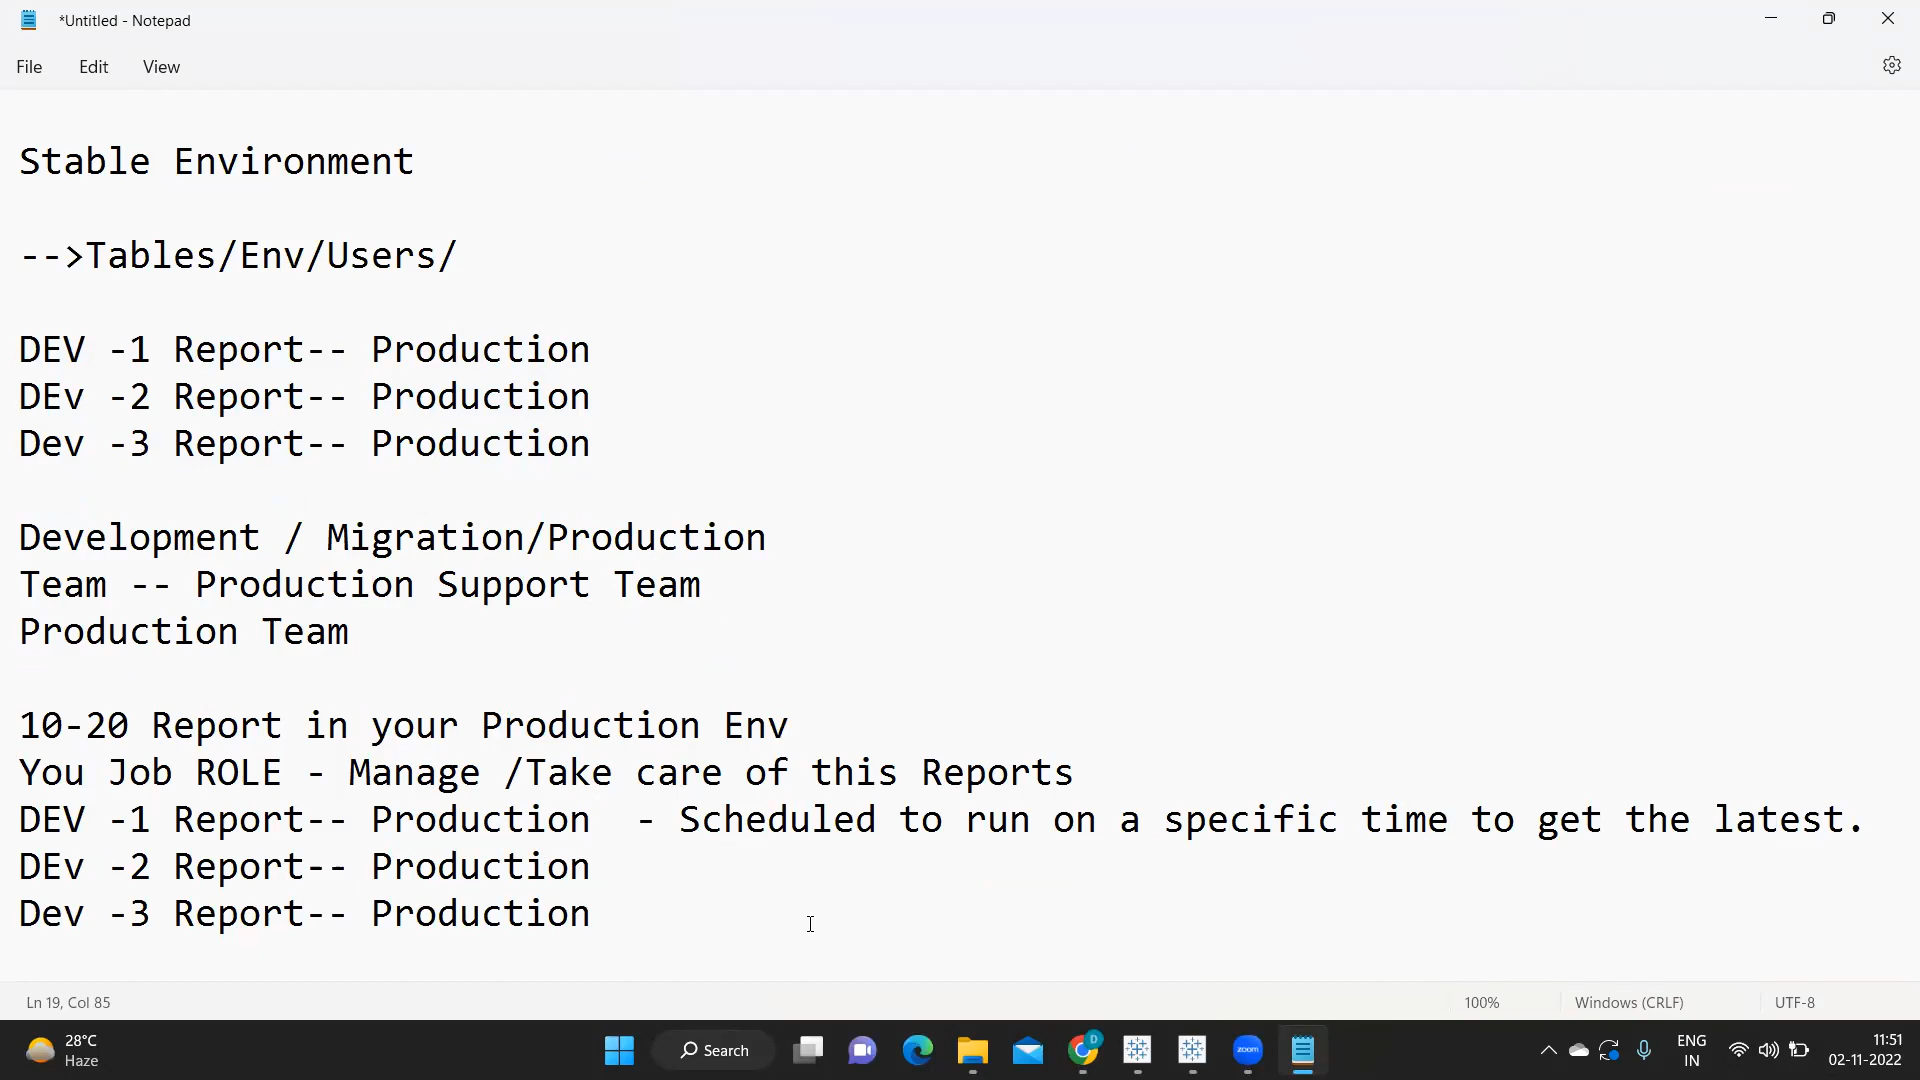 *Untitled - Notepad
File Edit View
Stable Environment
-->Tables/Env/Users/
DEV -1 Report-- Production
DEv -2 Report-- Production
Dev -3 Report-- Production
Development / Migration/Production
Team -- Production Support Team
Production Team
10-20 Report in your Production Env
You Job ROLE - Manage /Take care of this Reports
DEV -1 Report-- Production  - Scheduled to run on a specific time to get the latest.
DEv -2 Report-- Production
Dev -3 Report-- Production
Ln 19, Col 85 100% Windows (CRLF) UTF-8
28°C
Haze
Search
D
zoom
ENG
IN
11:51
02-11-2022